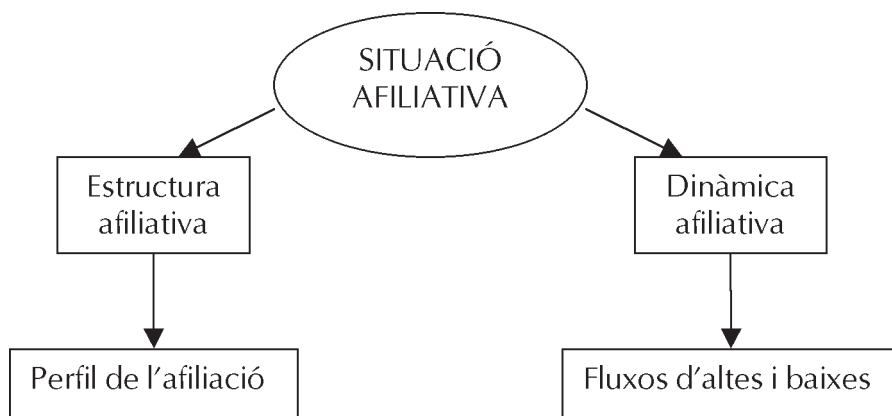 SITUACIÓ
AFILIATIVA
Estructura
afiliativa
Dinàmica
afiliativa
Perfil de l'afiliació
Fluxos d'altes i baixes